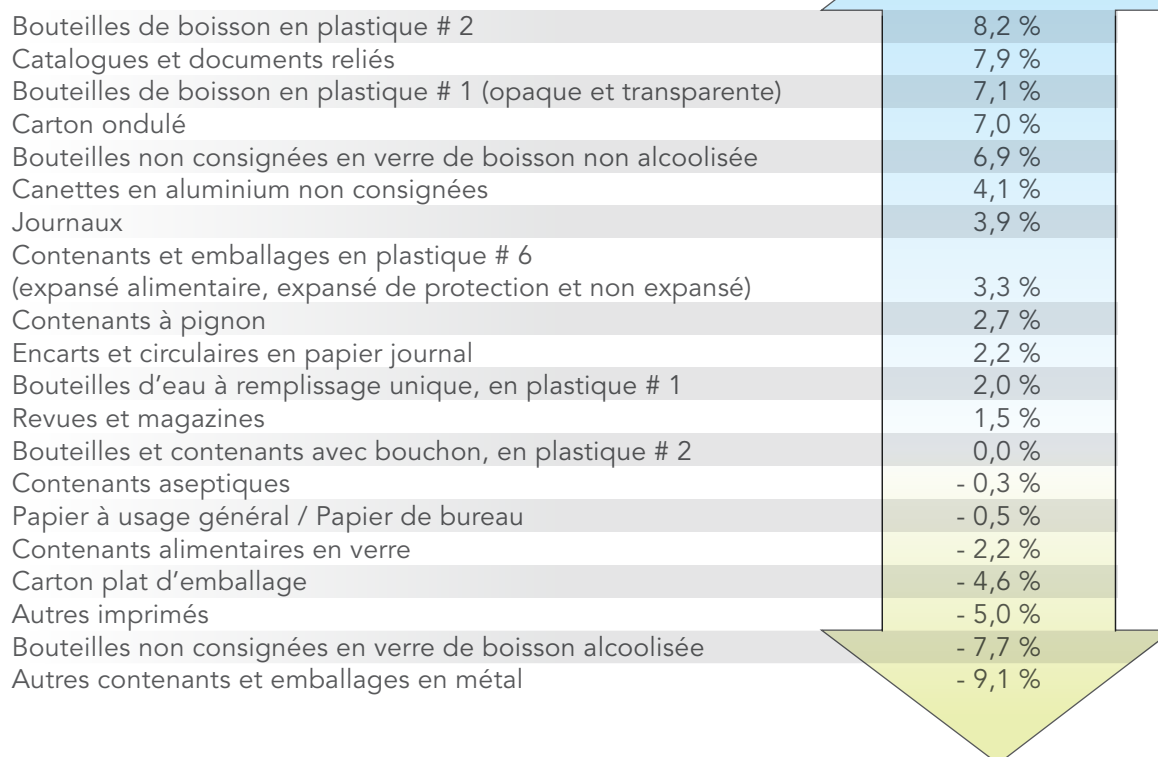 Bouteilles de boisson en plastique # 2 8,2 %
Catalogues et documents reliés 7,9 %
Bouteilles de boisson en plastique # 1 (opaque et transparente) 7,1 %
Carton ondulé 7,0 %
Bouteilles non consignées en verre de boisson non alcoolisée 6,9 %
Canettes en aluminium non consignées 4,1 %
Journaux 3,9 %
Contenants et emballages en plastique # 6
(expansé alimentaire, expansé de protection et non expansé) 3,3 %
Contenants à pignon 2,7 %
Encarts et circulaires en papier journal 2,2 %
Bouteilles d’eau à remplissage unique, en plastique # 1 2,0 %
Revues et magazines 1,5 %
Bouteilles et contenants avec bouchon, en plastique # 2 0,0 %
Contenants aseptiques - 0,3 %
Papier à usage général / Papier de bureau - 0,5 %
Contenants alimentaires en verre - 2,2 %
Carton plat d’emballage - 4,6 %
Autres imprimés - 5,0 %
Bouteilles non consignées en verre de boisson alcoolisée - 7,7 %
Autres contenants et emballages en métal - 9,1 %